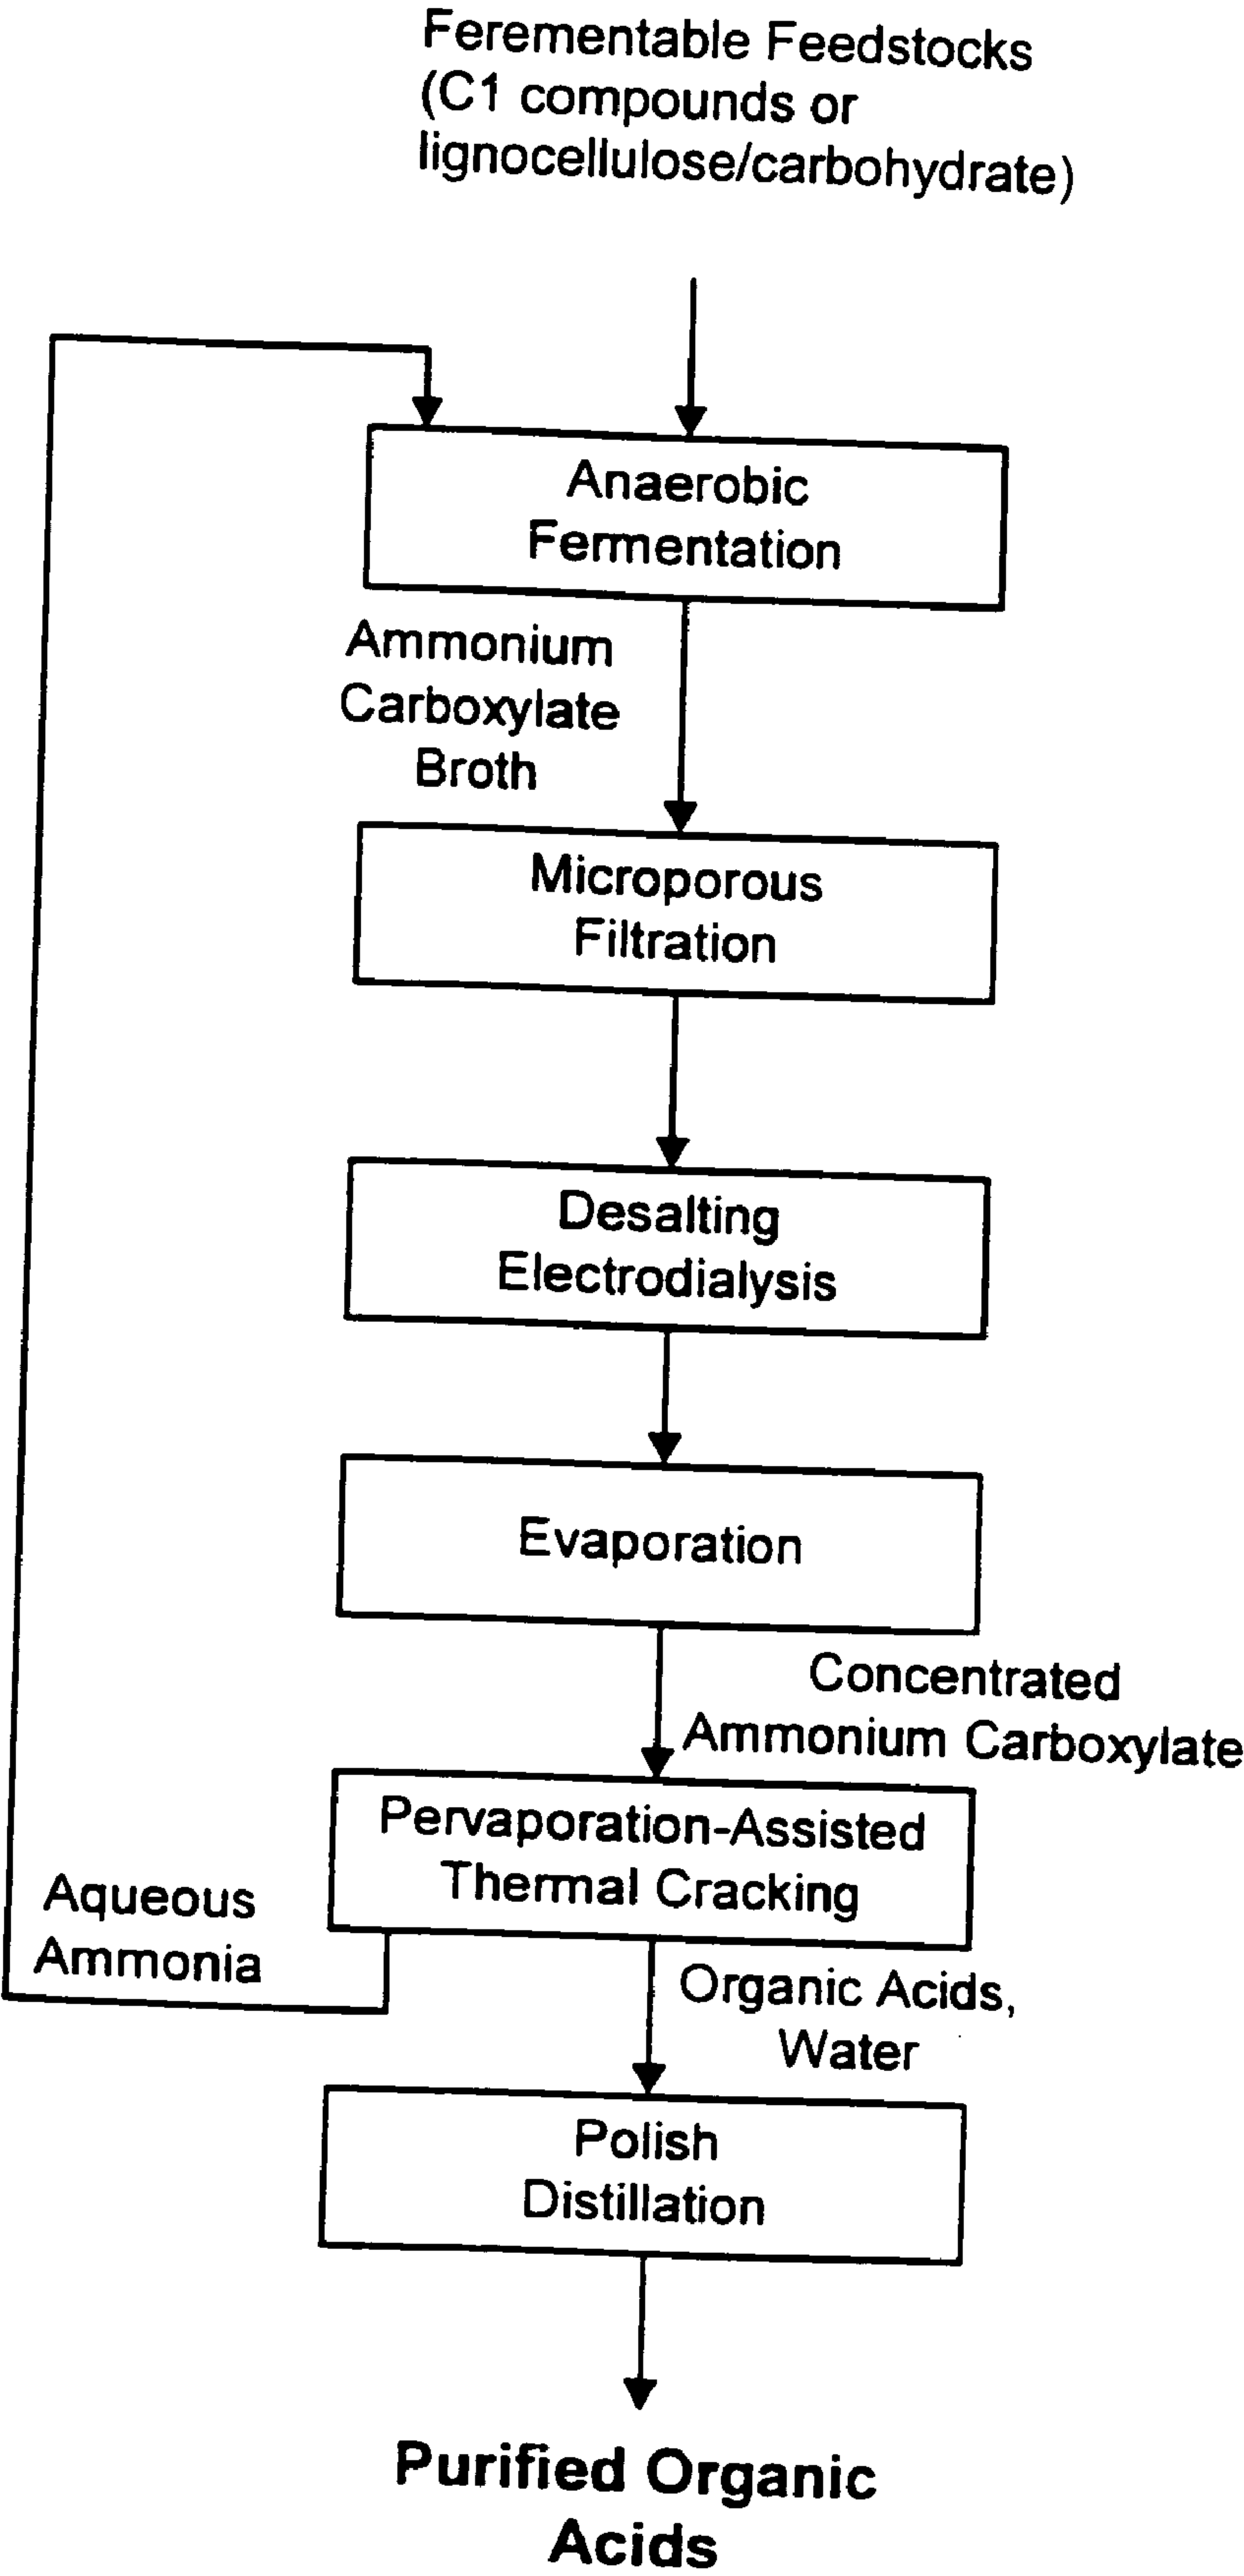 Ferementable Feedstocks
(C1 compounds or
lignocellulose/carbohydrate)
Anaerobic
Fermentation
Ammonium
Carboxylate
Broth
Microporous
Filtration
Desalting
Electrodialysis
Evaporation
Concentrated
Ammonium Carboxylate
Pervaporation-Assisted
Thermal Cracking
Aqueous
Ammonia
Organic Acids,
Water
Polish
Distillation
Purified Organic
Acids